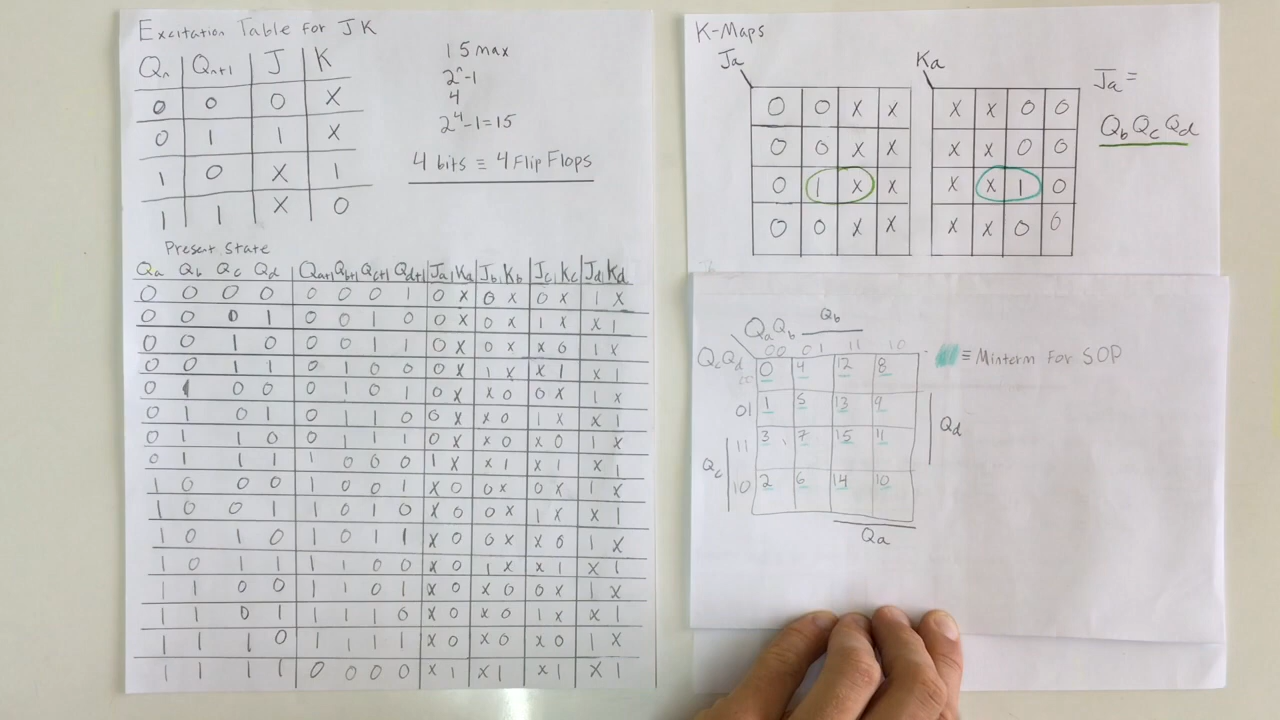 Excitation Table for JK
Qn Qn+1 J K
0 0 0 X
0 1 1 X
1 0 X 1
1 1 X 0
15 max
2^n-1
4
2^4-1=15
4 bits ≡ 4 Flip Flops
Present State
Qa Qb Qc Qd Qa+1 Qb+1 Qc+1 Qd+1 Ja Ka Jb Kb Jc Kc Jd Kd
0 0 0 0 0 0 0 1 0 X 0 X 0 X 1 X
0 0 0 1 0 0 1 0 0 X 0 X 1 X X 1
0 0 1 0 0 0 1 1 0 X 0 X X 0 1 X
0 0 1 1 0 1 0 0 0 X 1 X X 1 X 1
0 1 0 0 0 1 0 1 0 X X 0 0 X 1 X
0 1 0 1 0 1 1 0 0 X X 0 1 X X 1
0 1 1 0 0 1 1 1 0 X X 0 X 0 1 X
0 1 1 1 1 0 0 0 1 X X 1 X 1 X 1
1 0 0 0 1 0 0 1 X 0 0 X 0 X 1 X
1 0 0 1 1 0 1 0 X 0 0 X 1 X X 1
1 0 1 0 1 0 1 1 X 0 0 X X 0 1 X
1 0 1 1 1 1 0 0 X 0 1 X X 1 X 1
1 1 0 0 1 1 0 1 X 0 X 0 0 X 1 X
1 1 0 1 1 1 1 0 X 0 X 0 1 X X 1
1 1 1 0 1 1 1 1 X 0 X 0 X 0 1 X
1 1 1 1 0 0 0 0 X 1 X 1 X 1 X 1
K-Maps
Ja
0 0 X X
0 0 X X
0 1 X X
0 0 X X
Ka
X X 0 0
X X 0 0
X X 1 0
X X 0 0
Ja =
QbQcQd
Qb
QaQb
00 01 11 10
QcQd
00 0 4 12 8
01 1 5 13 9
11 3 7 15 11
10 2 6 14 10
Qc
Qd
Qa
≡ Minterm For SOP